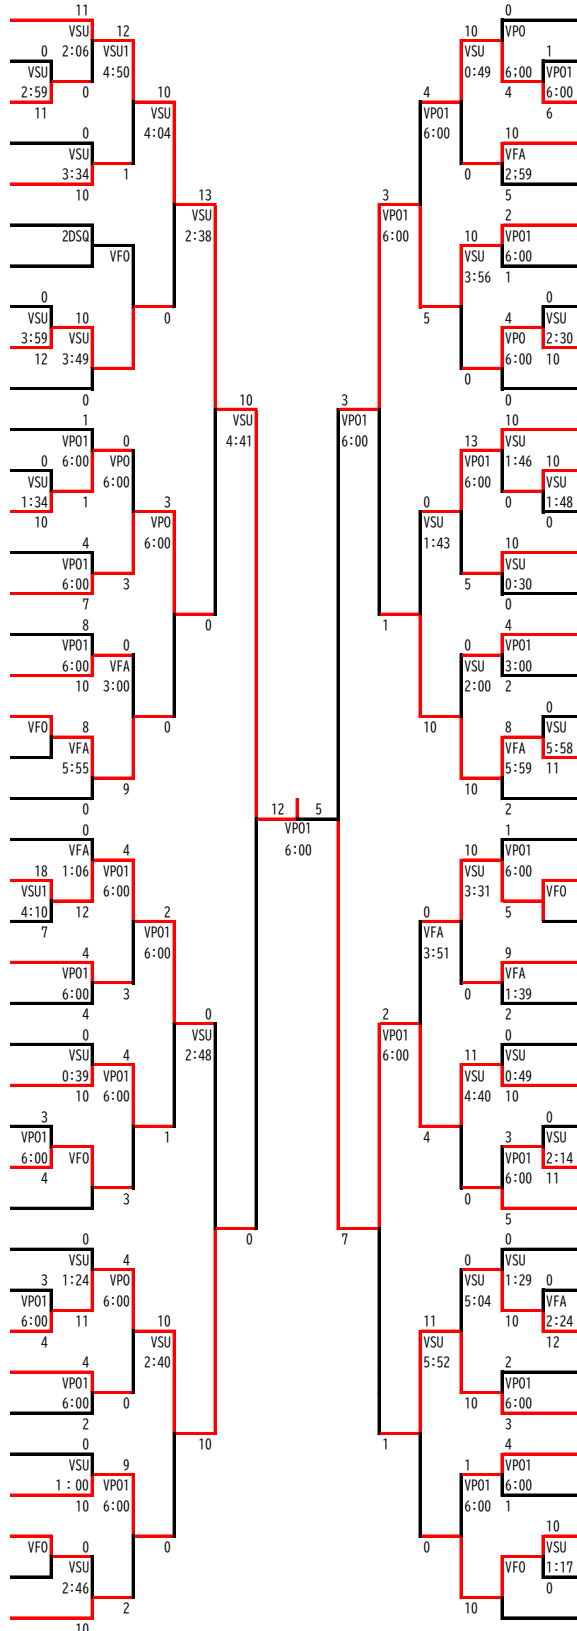 11
VSU
2:06
12
VSU1
4:50
0
VSU
2:59
11
0
10
VSU
4:04
0
VSU
3:34
10
1
13
VSU
2:38
2DSQ
VFO
0
VSU
3:59
12
10
VSU
3:49
0
0
10
VSU
4:41
1
VPO1
6:00
0
VPO
6:00
0
VSU
1:34
10
1
3
VPO
6:00
4
VPO1
6:00
7
3
0
8
VPO1
6:00
10
0
VFA
3:00
0
VFO
8
VFA
5:55
0
9
12
5
VPO1
6:00
0
VFA
1:06
4
VPO1
6:00
18
VSU1
4:10
7
12
2
VPO1
6:00
4
VPO1
6:00
4
3
0
VSU
2:48
0
VSU
0:39
10
4
VPO1
6:00
1
3
VPO1
6:00
4
VFO
3
0
0
VSU
1:24
4
VPO
6:00
3
VPO1
6:00
4
11
10
VSU
2:40
4
VPO1
6:00
2
0
10
0
VSU
1:00
10
9
VPO1
6:00
0
VFO
0
VSU
2:46
10
2
0
VPO
6;00
4
10
VSU
0:49
1
VPO1
6:00
6
4
VPO1
6:00
10
VFA
2;59
5
0
3
VPO1
6:00
2
VPO1
6:00
1
10
VSU
3:56
5
4
VPO
6:00
0
0
VSU
2:30
10
0
3
VPO1
6:00
10
VSU
1:46
0
13
VPO1
6:00
10
VSU
1:48
0
0
VSU
1:43
10
VSU
0:30
0
5
1
4
VPO1
3:00
2
0
VSU
2:00
10
8
VFA
5:59
2
0
VSU
5:58
11
10
1
VPO1
6:00
5
10
VSU
3:31
VFO
0
VFA
3:51
9
VFA
1:39
2
0
2
VPO1
6:00
0
VSU
0:49
10
11
VSU
4:40
4
3
VPO1
6:00
5
0
VSU
2:14
11
0
7
0
VSU
1:29
10
0
VSU
5:04
0
VFA
2:24
12
11
VSU
5:52
2
VPO1
6:00
3
10
1
4
VPO1
6:00
1
1
VPO1
6:00
0
VFO
10
VSU
1:17
0
10